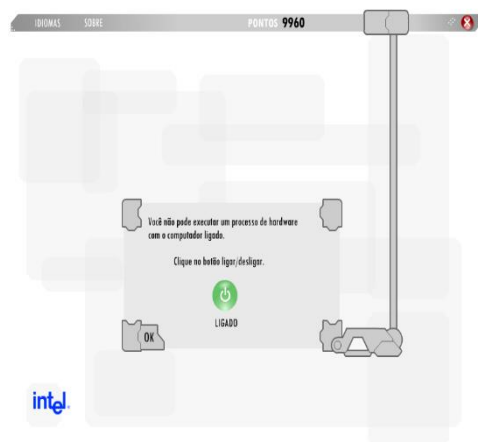 IDIOMAS SOBRE PONTOS 9960
Você não pode executar um processo de hardware
com o computador ligado.
Clique no botão ligar/desligar.
LIGADO
OK
intel.